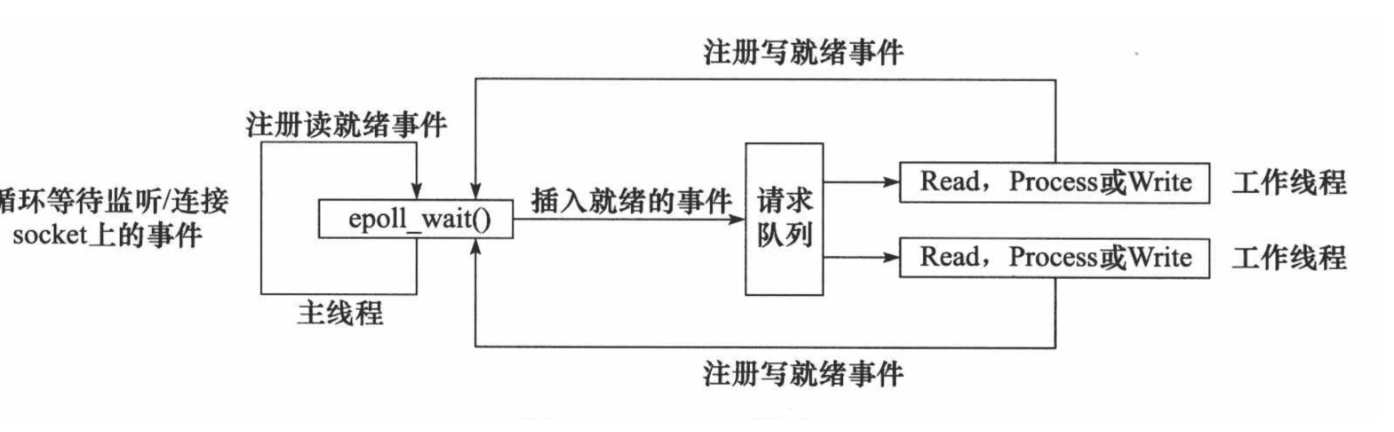 注册写就绪事件
注册读就绪事件
循环等待监听/连接
socket上的事件
epoll_wait()
插入就绪的事件
请求
队列
Read，Process或Write
工作线程
Read，Process或Write
工作线程
主线程
注册写就绪事件